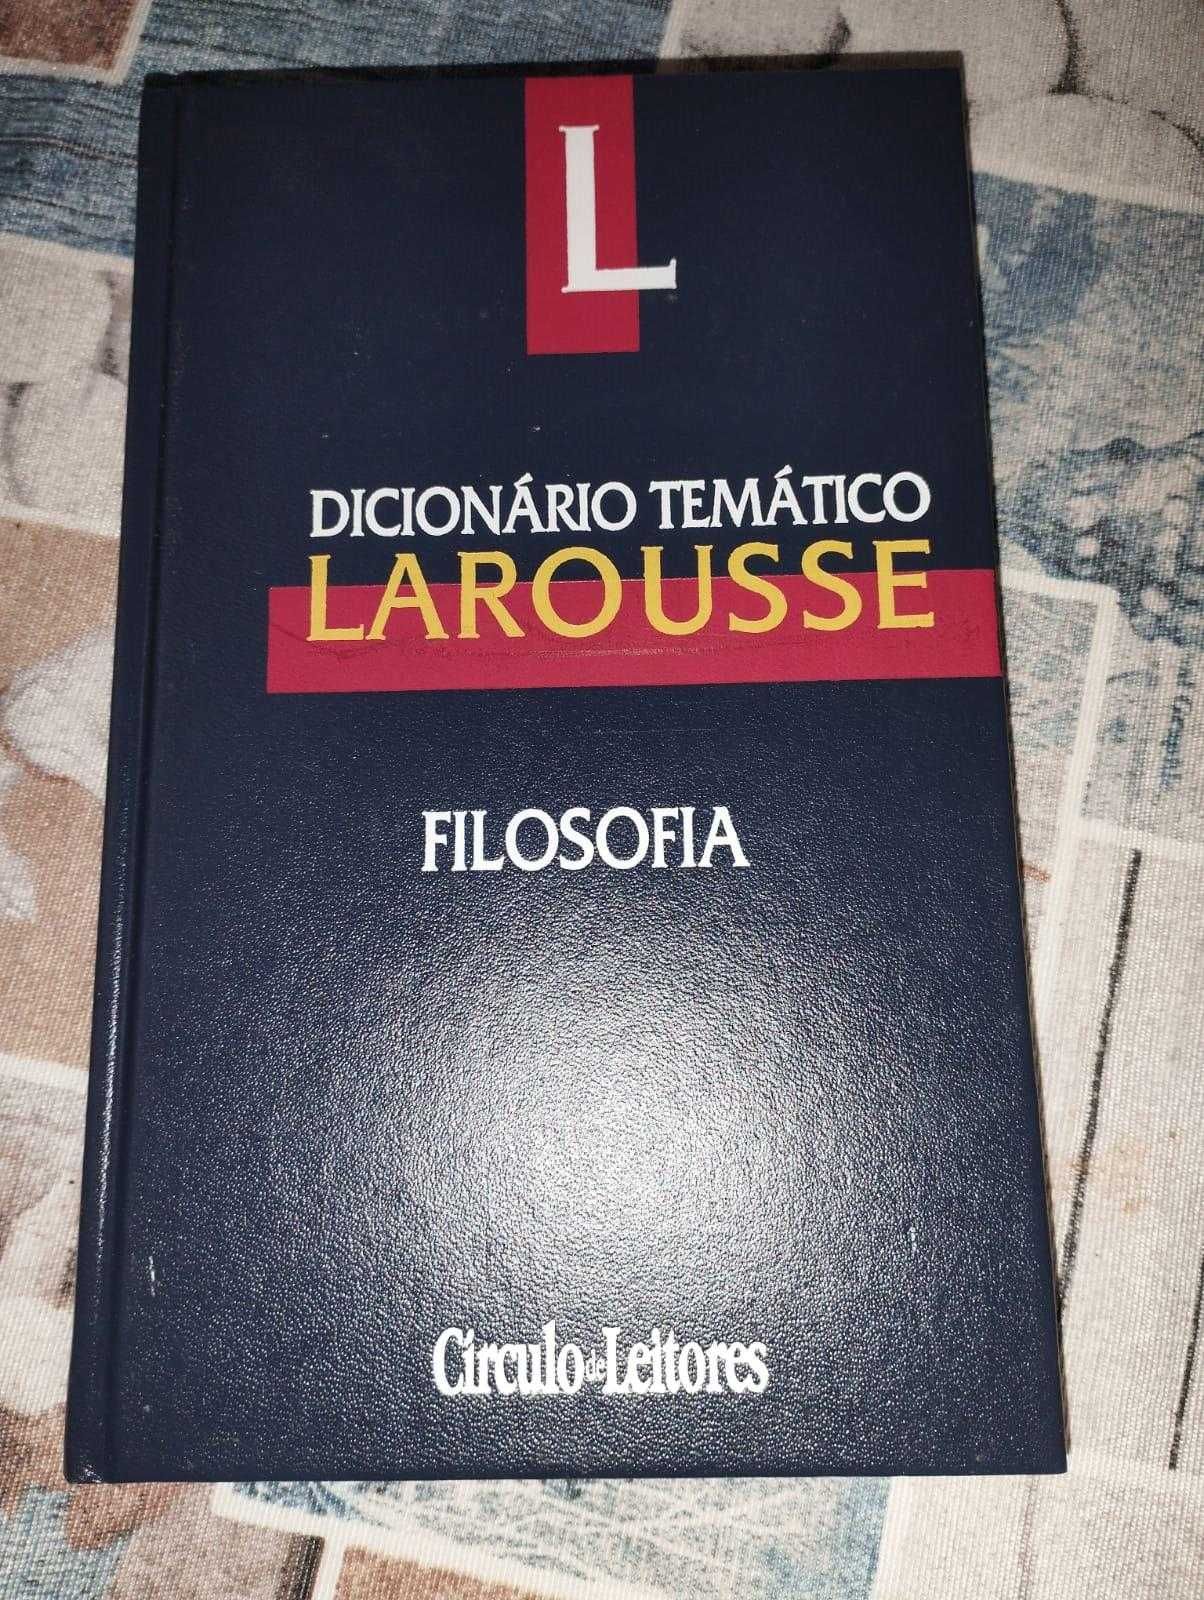 L
DICIONÁRIO TEMÁTICO
LAROUSSE
FILOSOFIA
Círculo de Leitores